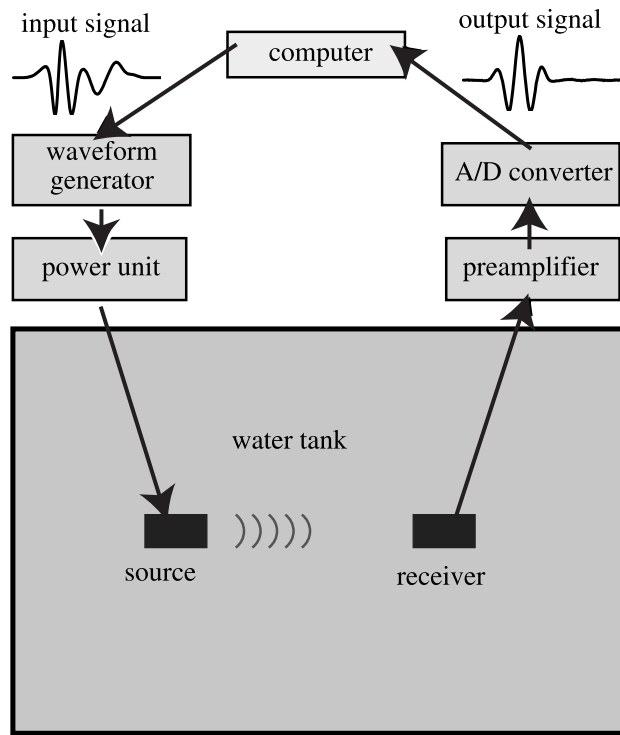 input signal
output signal
computer
waveform
generator
A/D converter
power unit
preamplifier
water tank
source
receiver